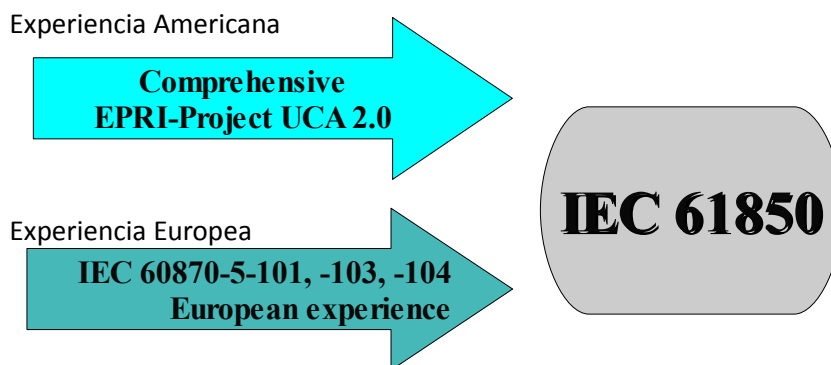 Experiencia Americana
Comprehensive
EPRI-Project UCA 2.0
IEC 61850
Experiencia Europea
IEC 60870-5-101, -103, -104
European experience